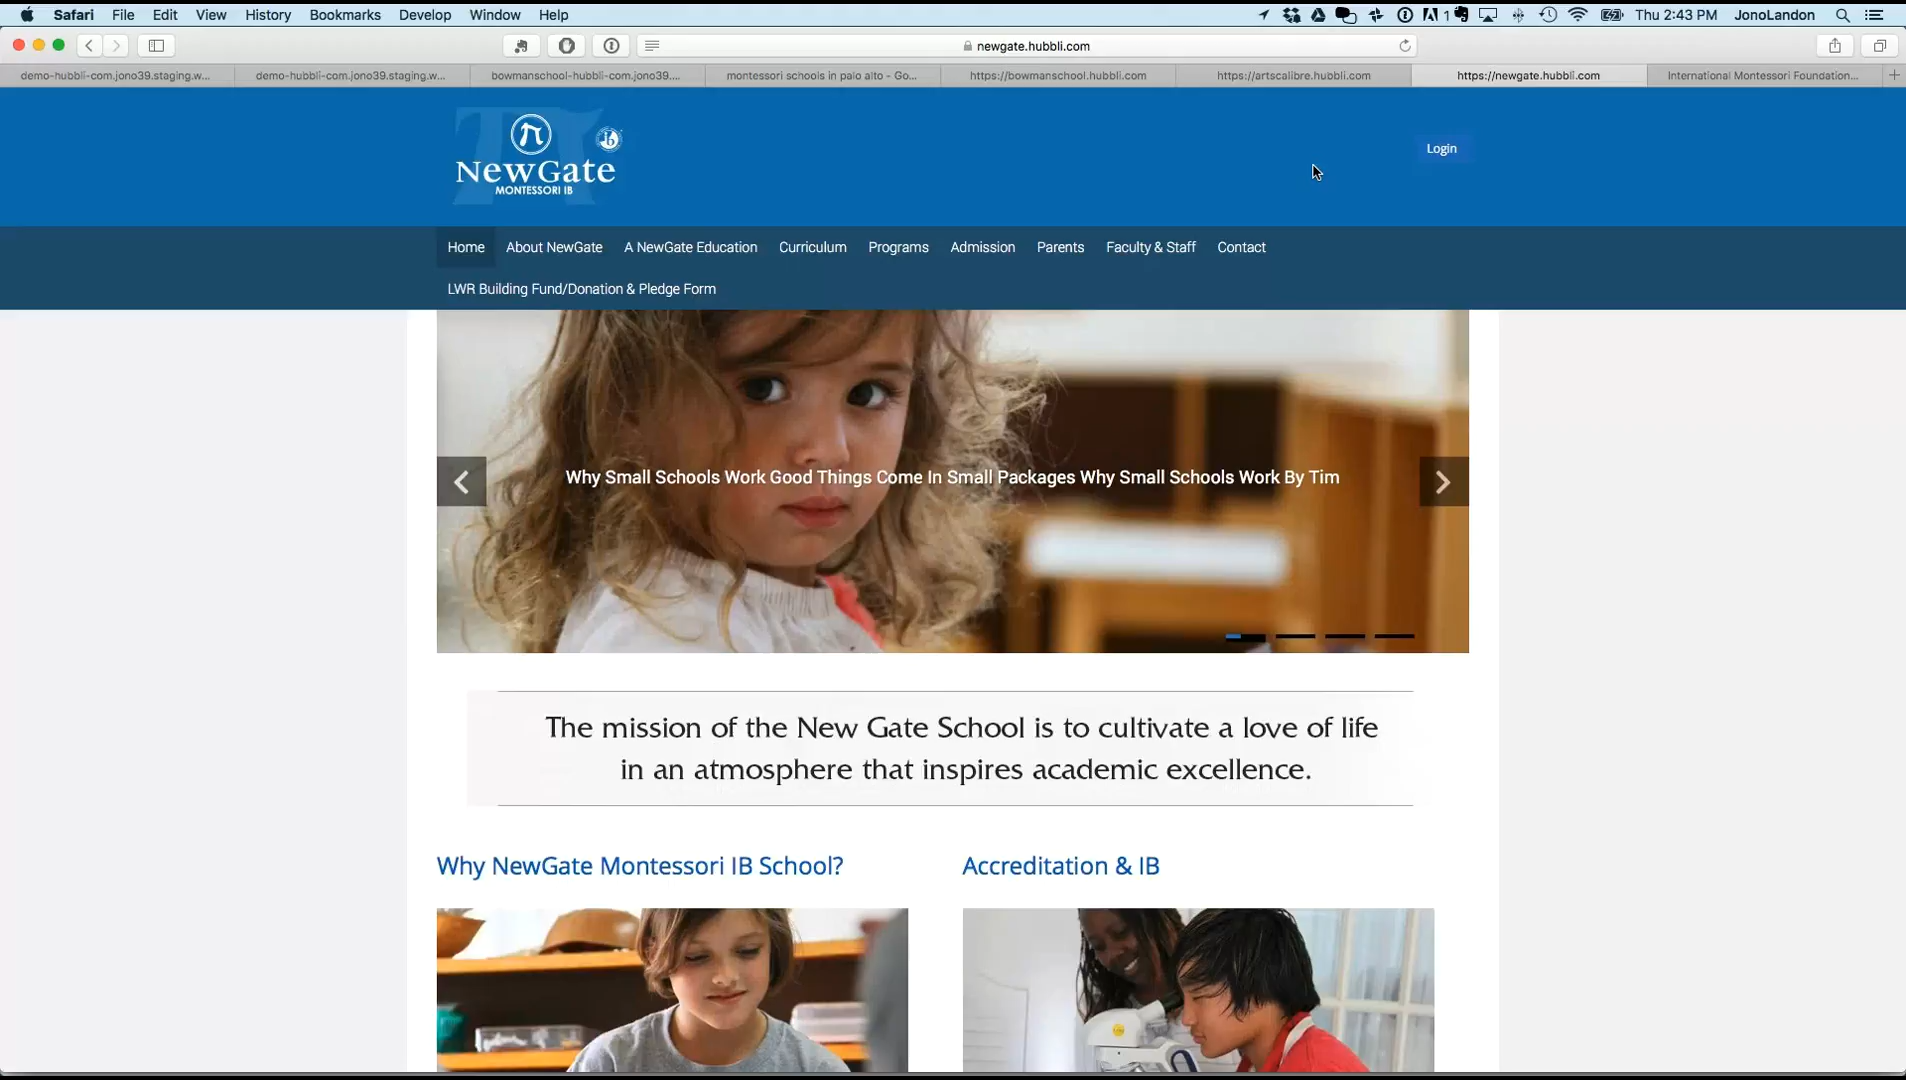 Safari File Edit View History Bookmarks Develop Window Help
1 Thu 2:43 PM JonoLandon
newgate.hubbli.com
demo-hubbli-com.jono39.staging.w... demo-hubbli-com.jono39.staging.w... bowmanschool-hubbli-com.jono39.... montessori schools in palo alto - Go... https://bowmanschool.hubbli.com https://artscalibre.hubbli.com https://newgate.hubbli.com International Montessori Foundation...
NewGate
MONTESSORI IB
Login
Home About NewGate A NewGate Education Curriculum Programs Admission Parents Faculty & Staff Contact
LWR Building Fund/Donation & Pledge Form
Why Small Schools Work Good Things Come In Small Packages Why Small Schools Work By Tim
The mission of the New Gate School is to cultivate a love of life
in an atmosphere that inspires academic excellence.
Why NewGate Montessori IB School? Accreditation & IB